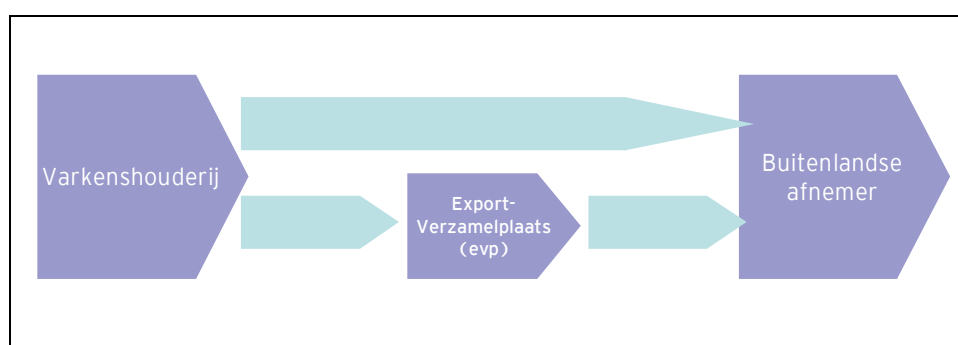 Varkenshouderij
Export-
Verzamelplaats
(evp)
Buitenlandse
afnemer